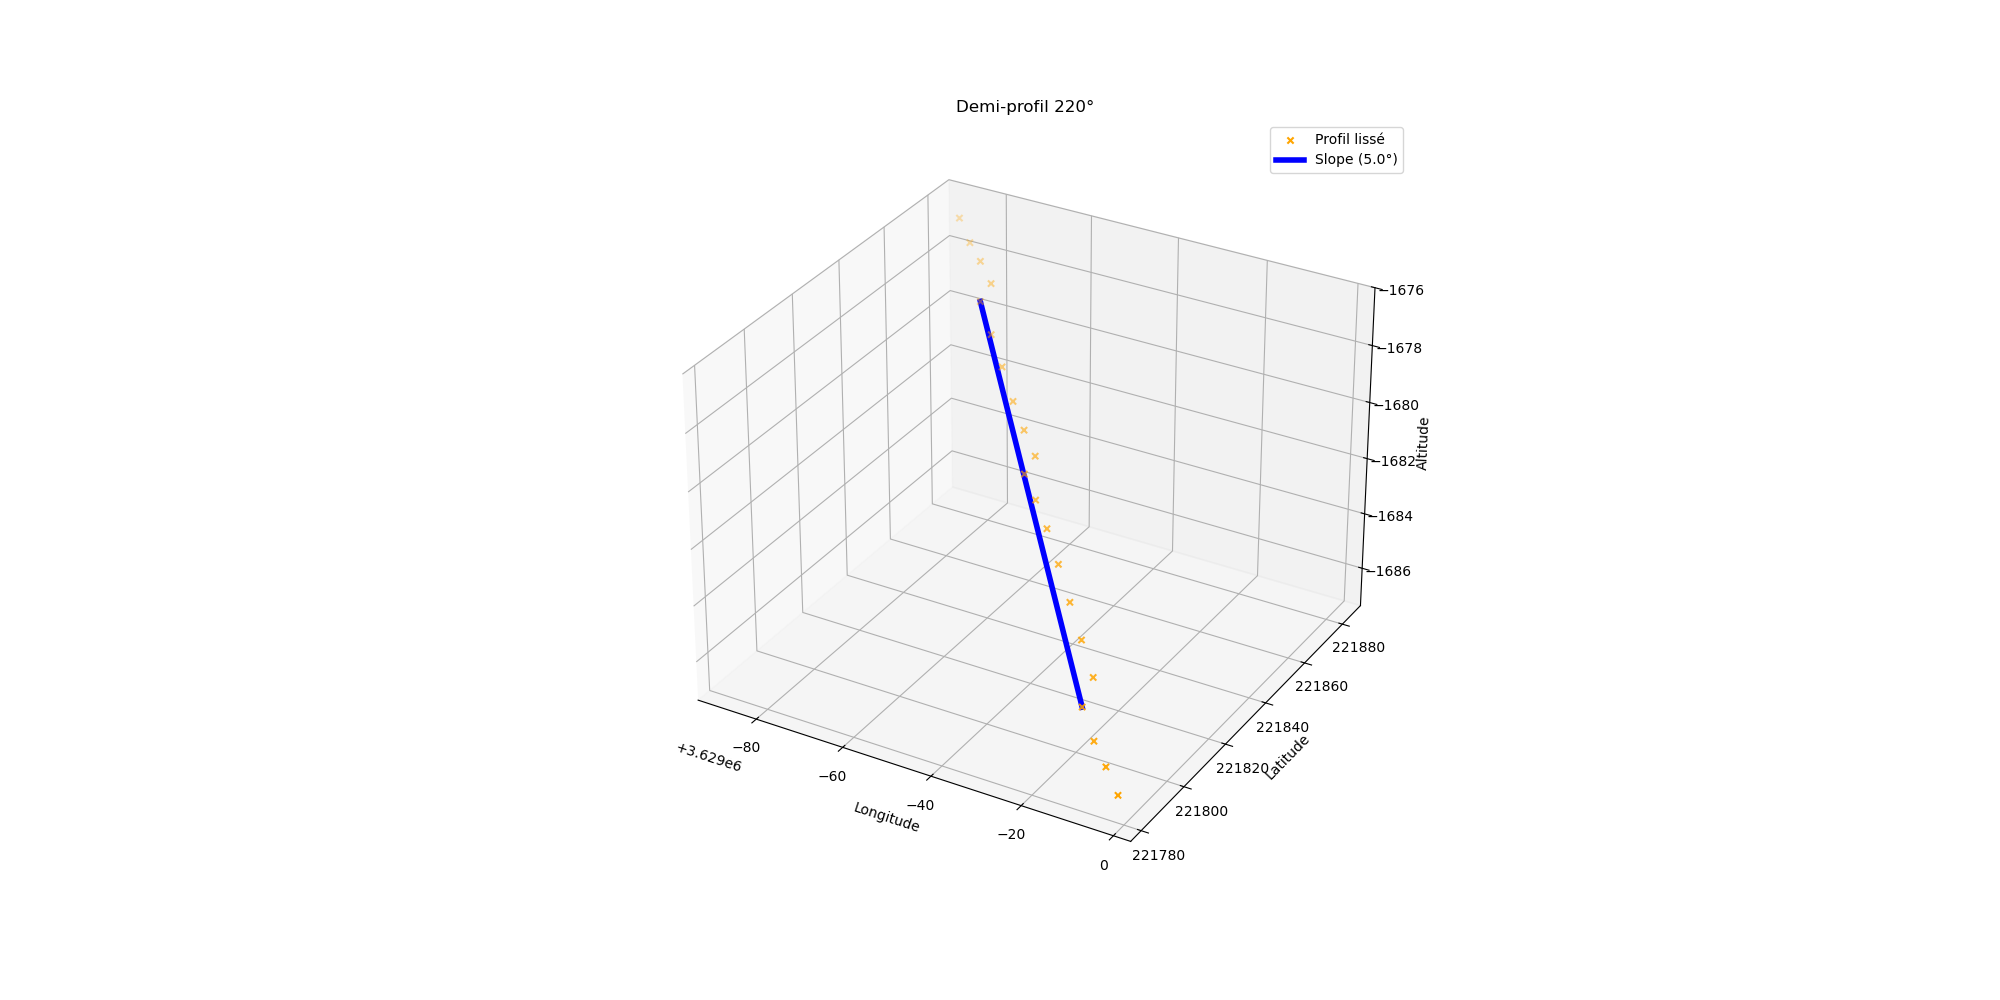 Demi-profil 220°
Profil lissé
Slope (5.0°)
−1676
−1678
−1680
−1682
−1684
−1686
Altitude
221880
221860
221840
221820
221800
221780
Latitude
+3.629e6
−80
−60
−40
−20
0
Longitude